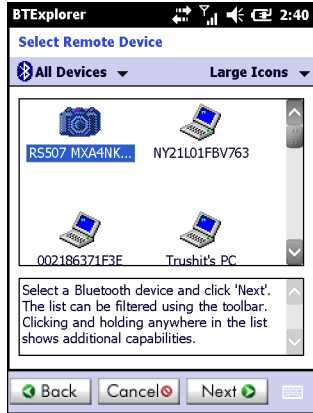 BTExplorer 2:40
Select Remote Device
All Devices Large Icons
RS507 MXA4NK... NY21L01FBV763
002186371F3E Trushit's PC
Select a Bluetooth device and click 'Next'.
The list can be filtered using the toolbar.
Clicking and holding anywhere in the list
shows additional capabilities.
Back Cancel Next